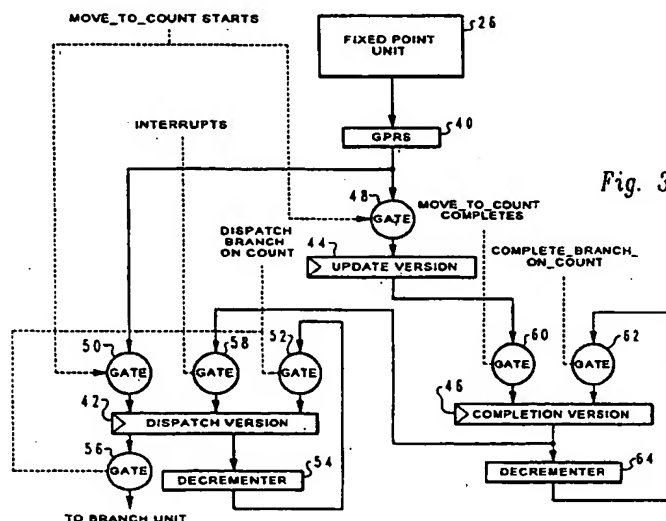 MOVE_TO_COUNT STARTS
26
FIXED POINT
UNIT
INTERRUPTS
GPRS
40
Fig. 3
48
GATE
MOVE_TO_COUNT
COMPLETES
DISPATCH
BRANCH
ON COUNT
44
UPDATE VERSION
COMPLETE_BRANCH_
ON_COUNT
50
GATE
58
GATE
52
GATE
60
GATE
62
GATE
42
DISPATCH VERSION
46
COMPLETION VERSION
56
GATE
DECREMENTER
54
DECREMENTER
64
TO BRANCH UNIT